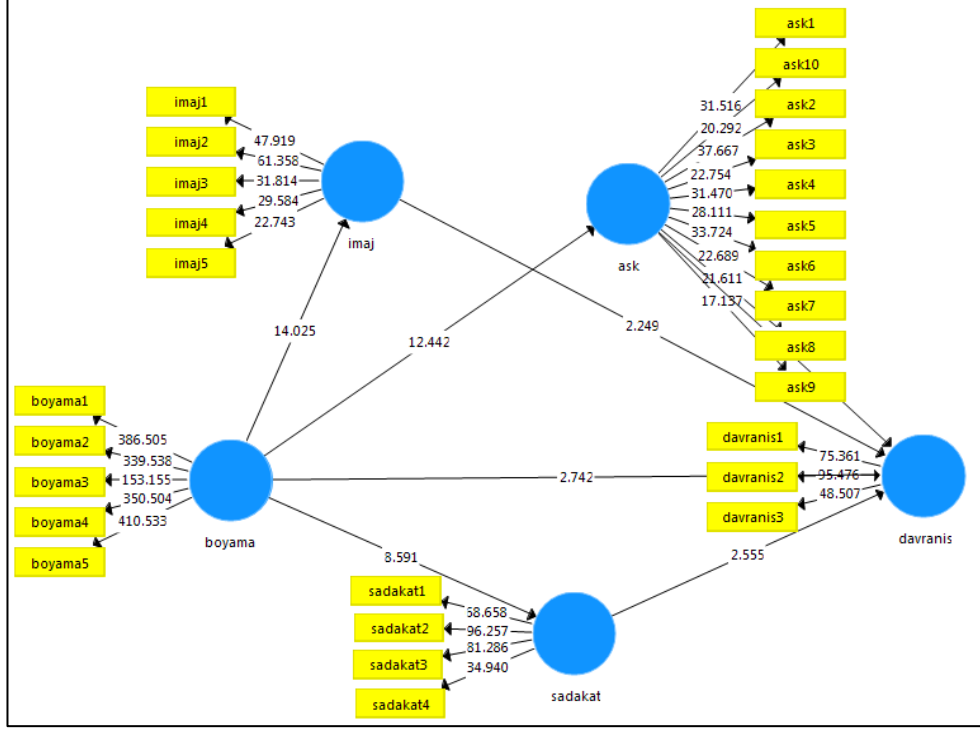 ask1
ask10
ask2
ask3
ask4
ask5
ask6
ask7
ask8
ask9
31.516
20.292
37.667
22.754
31.470
28.111
33.724
22.689
21.611
17.137
ask
imaj1
imaj2
imaj3
imaj4
imaj5
47.919
61.358
31.814
29.584
22.743
imaj
14.025
12.442
2.249
boyama1
boyama2
boyama3
boyama4
boyama5
386.505
339.538
153.155
350.504
410.533
boyama
2.742
davranis1
davranis2
davranis3
75.361
95.476
48.507
davranis
8.591
2.555
sadakat1
sadakat2
sadakat3
sadakat4
96.257
81.286
34.940
sadakat